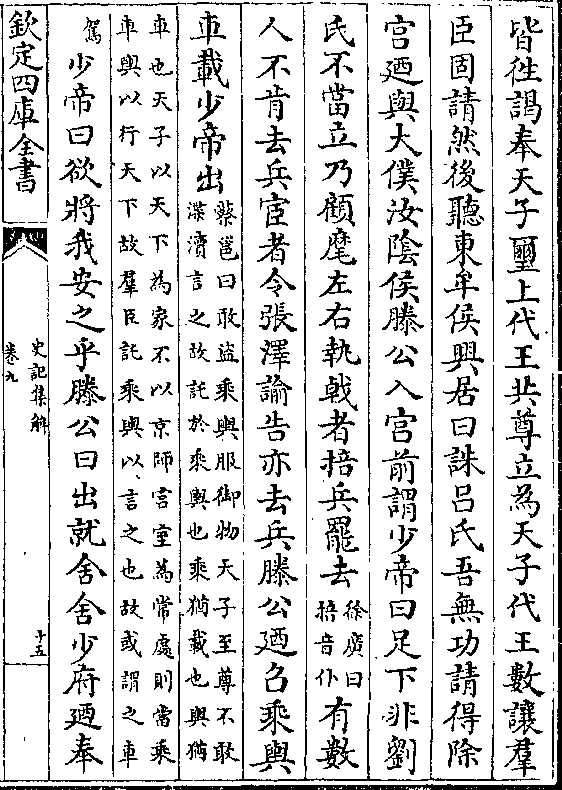 皆徃謁奉天子璽上代王共尊立為天子代王數讓羣
臣固請然後聽東牟侯興居曰誅吕氏吾無功請得除
宫廼與大僕汝隂侯滕公入宫前謂少帝曰足下非劉
氏不當立乃顧麾左右執㦸者掊兵罷去
徐廣曰
掊音仆
有數
人不肯去兵宦者令張澤諭告亦去兵滕公廼召乘輿
車載少帝出
蔡邕曰敢盗乘輿服御物天子至尊不敢
渫瀆言之故託於乘輿也乘猶載也輿猶
車也天子以天下為家不以京師宫室為常處則當乘
車輿以行天下故羣臣託乘輿以言之也故或謂之車
駕
少帝曰欲將我安之乎滕公曰出就舍舍少府廼奉
欽定四庫全書
史記集解
卷九
十五